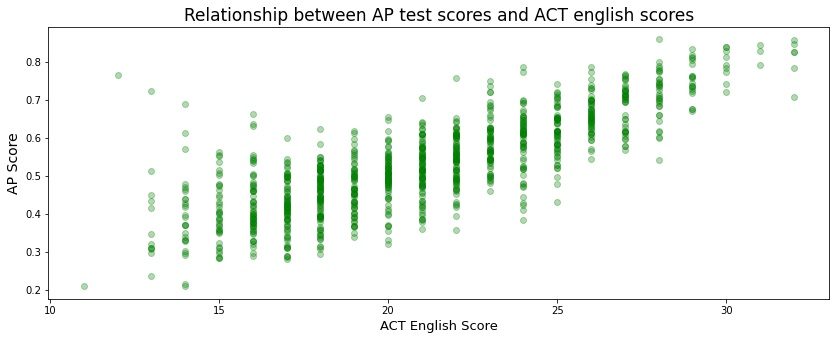 Relationship between AP test scores and ACT english scores
AP Score
0.8
0.7
0.6
0.5
0.4
0.3
0.2
10 15 20 25 30
ACT English Score